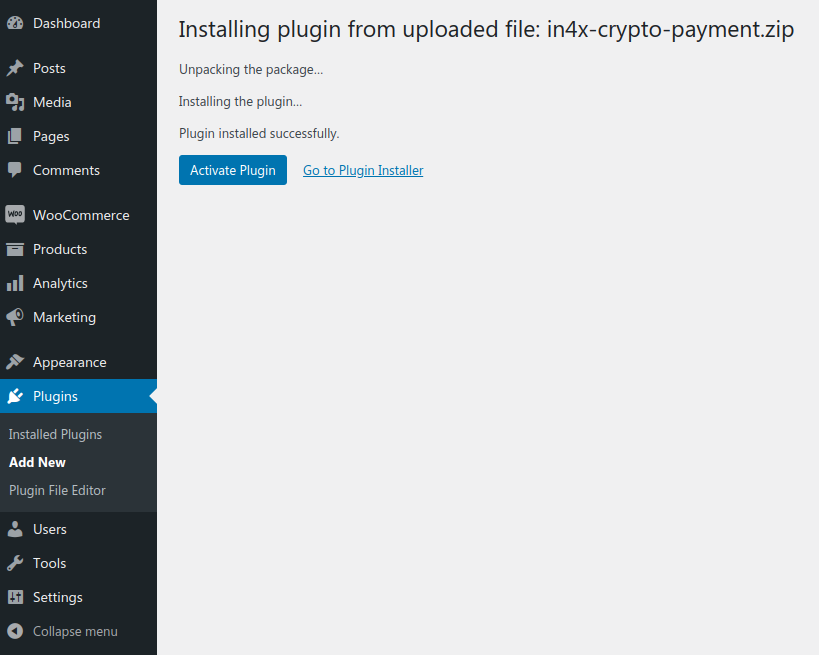 Dashboard
Posts
Media
Pages
Comments
WOO WooCommerce
Products
Analytics
Marketing
Appearance
Plugins
Installed Plugins
Add New
Plugin File Editor
Users
Tools
Settings
Collapse menu
Installing plugin from uploaded file: in4x-crypto-payment.zip
Unpacking the package...
Installing the plugin...
Plugin installed successfully.
Activate Plugin Go to Plugin Installer